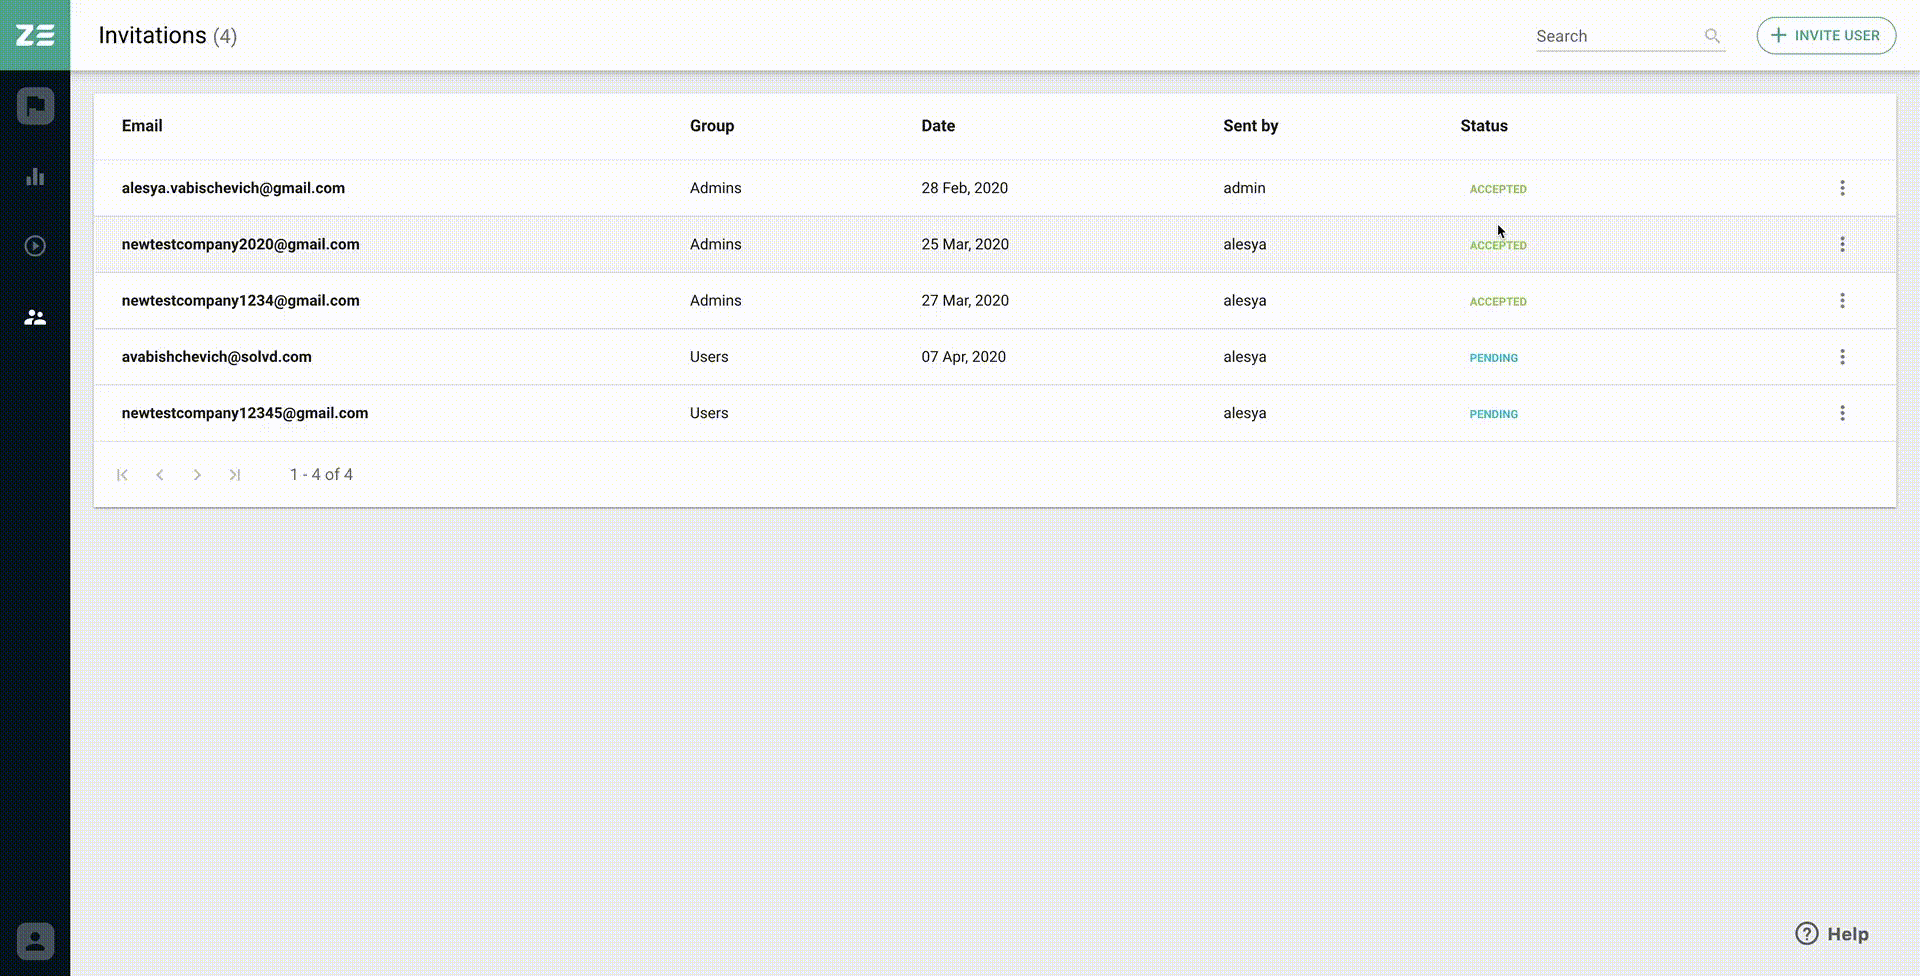 ZE Invitations (4) Search INVITE USER
Email Group Date Sent by Status
alesya.vabischevich@gmail.com Admins 28 Feb, 2020 admin ACCEPTED
newtestcompany2020@gmail.com Admins 25 Mar, 2020 alesya ACCEPTED
newtestcompany1234@gmail.com Admins 27 Mar, 2020 alesya ACCEPTED
avabishchevich@solvd.com Users 07 Apr, 2020 alesya PENDING
newtestcompany12345@gmail.com Users alesya PENDING
1 - 4 of 4
Help